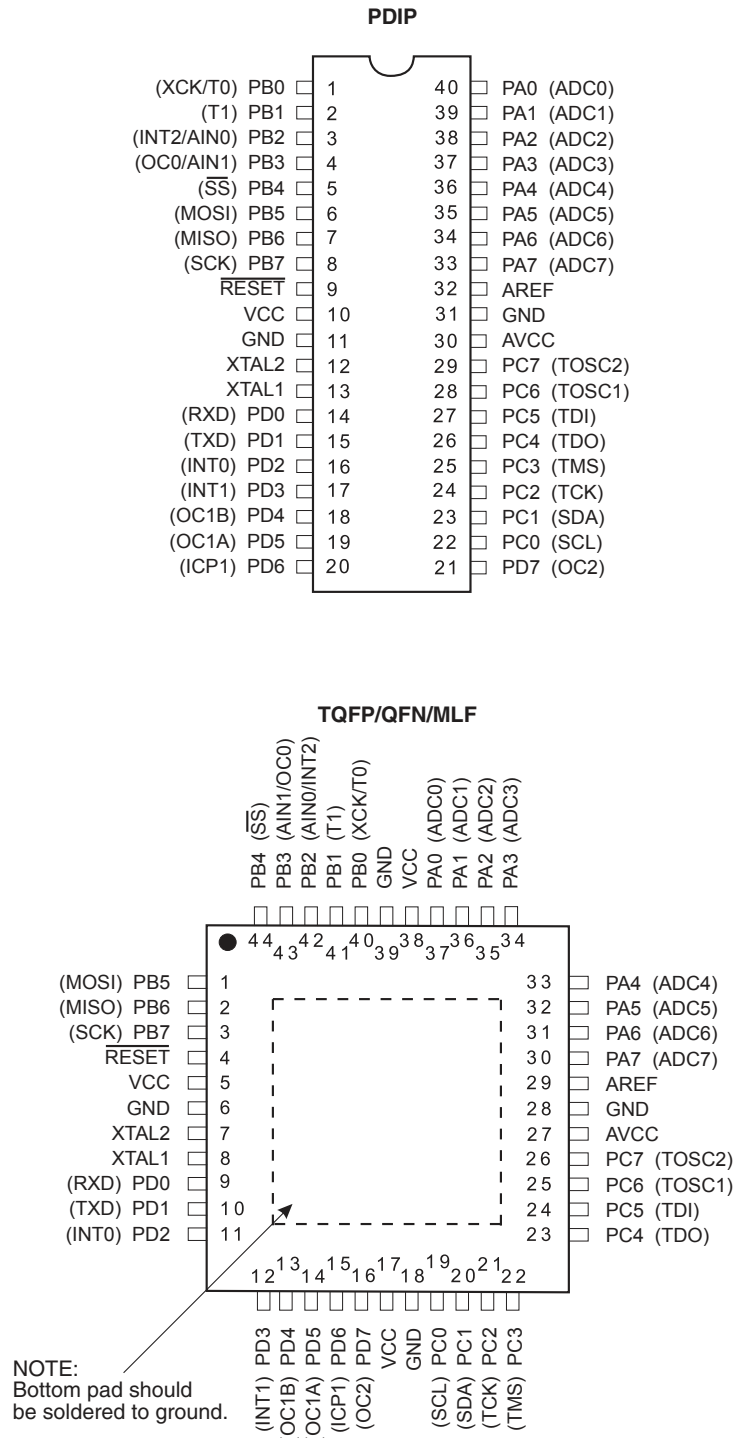 PDIP
(XCK/T0) PB0 1 40 PA0 (ADC0)
(T1) PB1 2 39 PA1 (ADC1)
(INT2/AIN0) PB2 3 38 PA2 (ADC2)
(OC0/AIN1) PB3 4 37 PA3 (ADC3)
(S̅S̅) PB4 5 36 PA4 (ADC4)
(MOSI) PB5 6 35 PA5 (ADC5)
(MISO) PB6 7 34 PA6 (ADC6)
(SCK) PB7 8 33 PA7 (ADC7)
R̅E̅S̅E̅T̅ 9 32 AREF
VCC 10 31 GND
GND 11 30 AVCC
XTAL2 12 29 PC7 (TOSC2)
XTAL1 13 28 PC6 (TOSC1)
(RXD) PD0 14 27 PC5 (TDI)
(TXD) PD1 15 26 PC4 (TDO)
(INT0) PD2 16 25 PC3 (TMS)
(INT1) PD3 17 24 PC2 (TCK)
(OC1B) PD4 18 23 PC1 (SDA)
(OC1A) PD5 19 22 PC0 (SCL)
(ICP1) PD6 20 21 PD7 (OC2)
TQFP/QFN/MLF
PB4 (S̅S̅)
PB3 (AIN1/OC0)
PB2 (AIN0/INT2)
PB1 (T1)
PB0 (XCK/T0)
GND
VCC
PA0 (ADC0)
PA1 (ADC1)
PA2 (ADC2)
PA3 (ADC3)
44 43 42 41 40 39 38 37 36 35 34
(MOSI) PB5 1 33 PA4 (ADC4)
(MISO) PB6 2 32 PA5 (ADC5)
(SCK) PB7 3 31 PA6 (ADC6)
R̅E̅S̅E̅T̅ 4 30 PA7 (ADC7)
VCC 5 29 AREF
GND 6 28 GND
XTAL2 7 27 AVCC
XTAL1 8 26 PC7 (TOSC2)
(RXD) PD0 9 25 PC6 (TOSC1)
(TXD) PD1 10 24 PC5 (TDI)
(INT0) PD2 11 23 PC4 (TDO)
12 13 14 15 16 17 18 19 20 21 22
(INT1) PD3
(OC1B) PD4
(OC1A) PD5
(ICP1) PD6
(OC2) PD7
VCC
GND
(SCL) PC0
(SDA) PC1
(TCK) PC2
(TMS) PC3
NOTE:
Bottom pad should
be soldered to ground.